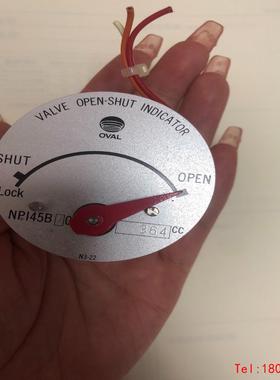 VALVE OPEN-SHUT INDICATOR
OVAL
SHUT
OPEN
Lock
NPI45B
364 CC
N3-22
Tel:180